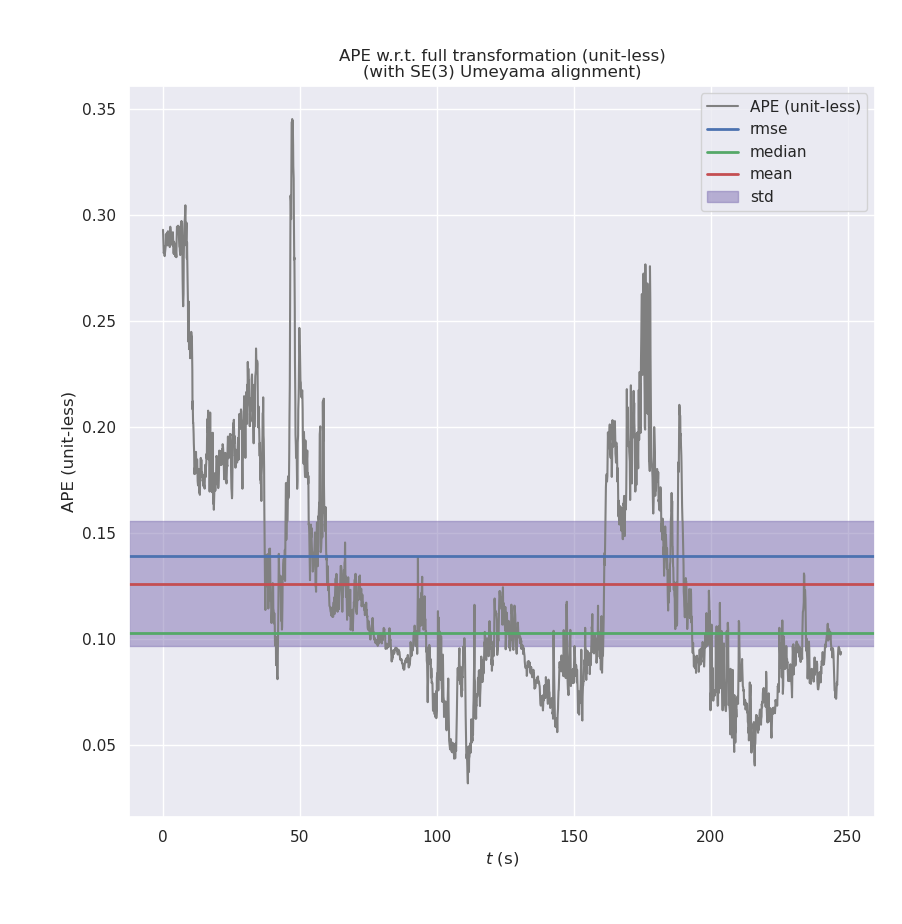 APE w.r.t. full transformation (unit-less)
(with SE(3) Umeyama alignment)
APE (unit-less)
rmse
median
mean
std
0.35
0.30
0.25
0.20
0.15
0.10
0.05
APE (unit-less)
0 50 100 150 200 250
t (s)